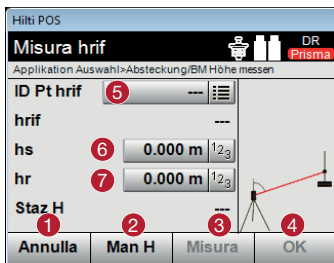 Hilti POS
Misura hrif
DR
Prisma
Applikation Auswahl>Absteckung/BM Höhe messen
ID Pt hrif 5 ---
hrif ---
hs 6 0.000 m 123
hr 7 0.000 m 123
Staz H ---
1 2 3 4
Annulla Man H Misura OK